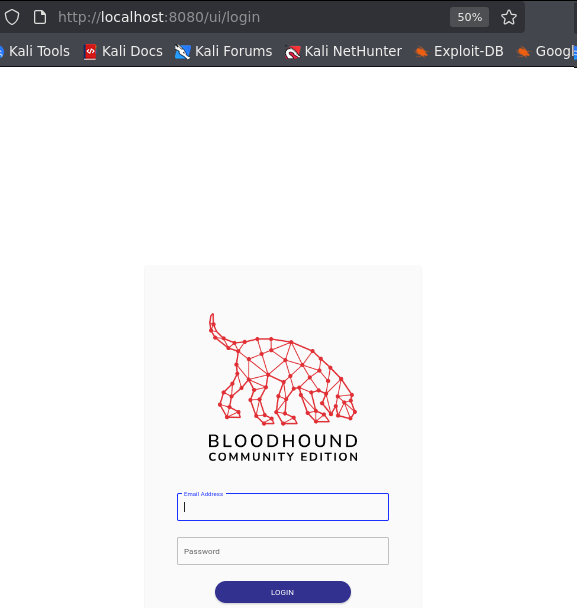 http://localhost:8080/ui/login 50%
Kali Tools Kali Docs Kali Forums Kali NetHunter Exploit-DB Googl
BLOODHOUND
COMMUNITY EDITION
Email Address
Password
LOGIN